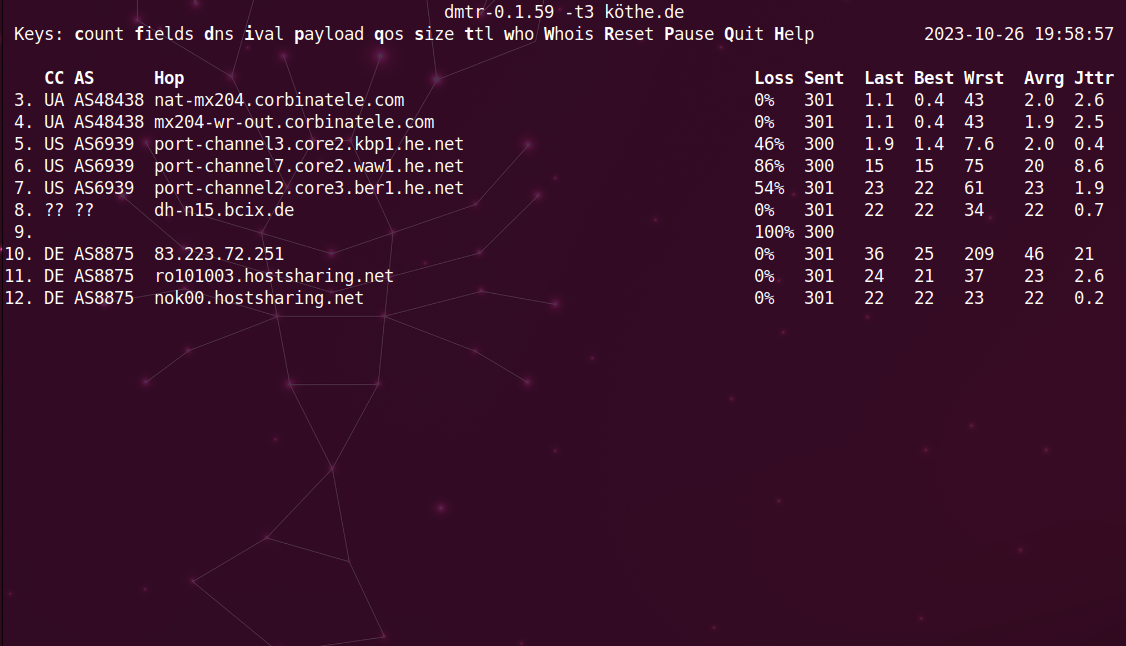 dmtr-0.1.59 -t3 köthe.de
Keys: count fields dns ival payload qos size ttl who Whois Reset Pause Quit Help 2023-10-26 19:58:57
CC AS Hop Loss Sent Last Best Wrst Avrg Jttr
3. UA AS48438 nat-mx204.corbinatele.com 0% 301 1.1 0.4 43 2.0 2.6
4. UA AS48438 mx204-wr-out.corbinatele.com 0% 301 1.1 0.4 43 1.9 2.5
5. US AS6939 port-channel3.core2.kbp1.he.net 46% 300 1.9 1.4 7.6 2.0 0.4
6. US AS6939 port-channel7.core2.waw1.he.net 86% 300 15 15 75 20 8.6
7. US AS6939 port-channel2.core3.ber1.he.net 54% 301 23 22 61 23 1.9
8. ?? ?? dh-n15.bcix.de 0% 301 22 22 34 22 0.7
9. 100% 300
10. DE AS8875 83.223.72.251 0% 301 36 25 209 46 21
11. DE AS8875 ro101003.hostsharing.net 0% 301 24 21 37 23 2.6
12. DE AS8875 nok00.hostsharing.net 0% 301 22 22 23 22 0.2